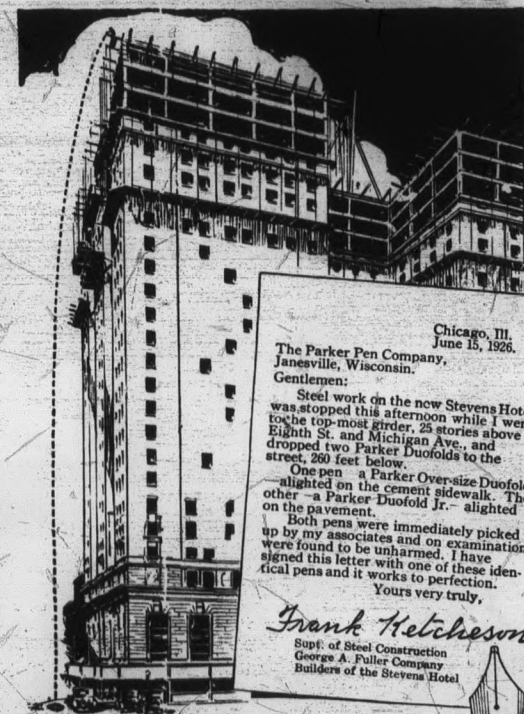 Chicago, Ill.
June 15, 1926.
The Parker Pen Company,
Janesville, Wisconsin.
Gentlemen:
Steel work on the new Stevens Hot
was stopped this afternoon while I wen
to the top-most girder, 25 stories above
Eighth St. and Michigan Ave., and
dropped two Parker Duofolds to the
street, 260 feet below.
One pen – a Parker Over-size Duofold
–alighted on the cement sidewalk. Th
other –a Parker Duofold Jr.– alighted
on the pavement.
Both pens were immediately picked
up by my associates and on examination
were found to be unharmed. I have
signed this letter with one of these iden-
tical pens and it works to perfection.
Yours very truly,
Frank Ketcheson
Supt. of Steel Construction
George A. Fuller Company
Builders of the Stevens Hotel